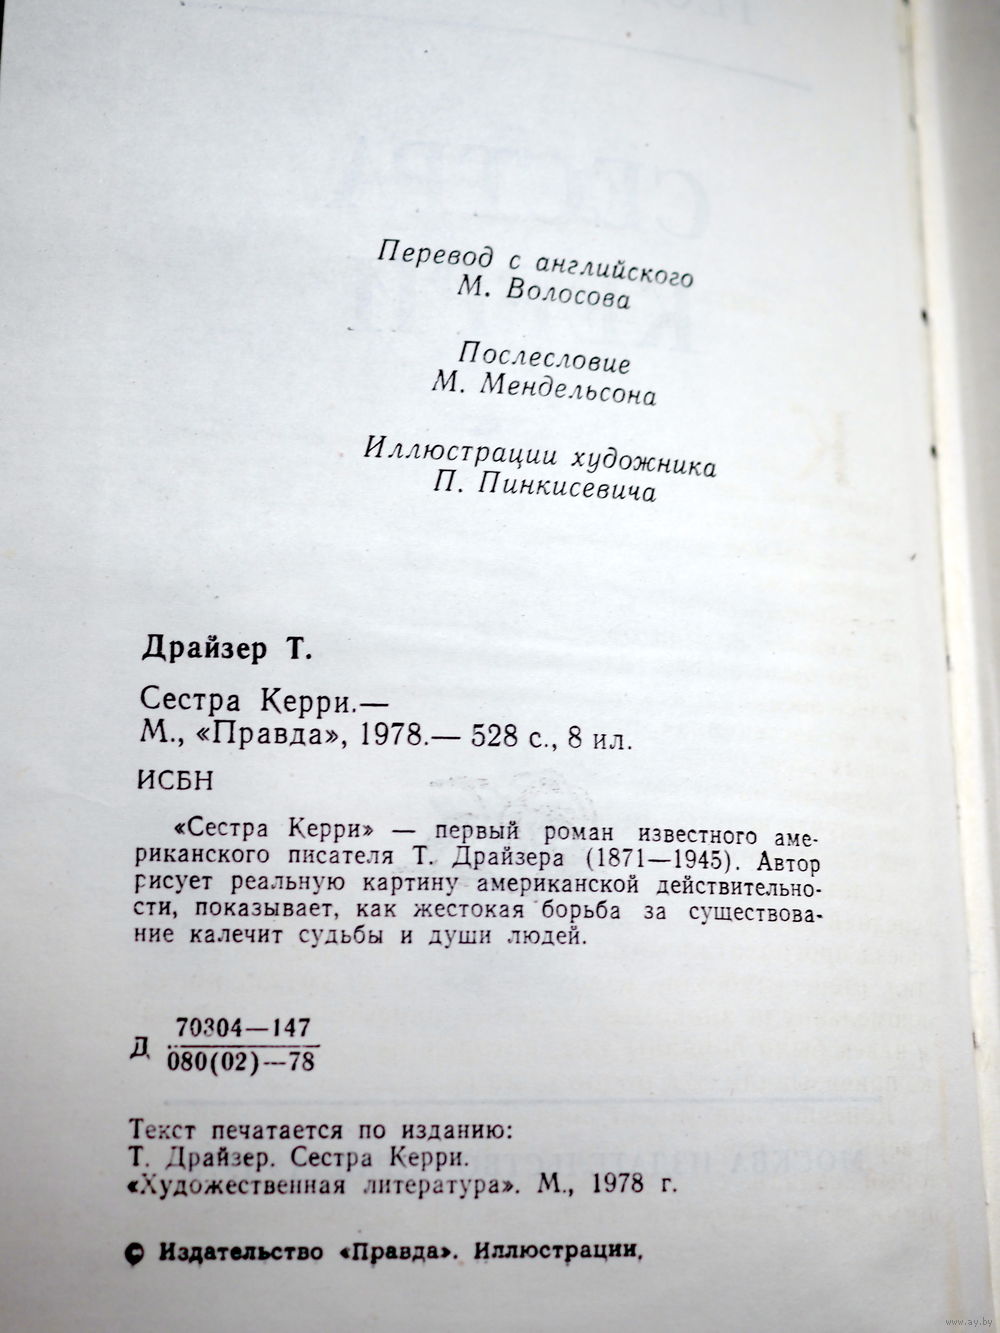 Перевод с английского
М. Волосова
Послесловие
М. Мендельсона
Иллюстрации художника
П. Пинкисевича
Драйзер Т.
Сестра Керри.—
М., «Правда», 1978.— 528 с., 8 ил.
ИСБН
«Сестра Керри» — первый роман известного аме-
риканского писателя Т. Драйзера (1871—1945). Автор
рисует реальную картину американской действительно-
сти, показывает, как жестокая борьба за существова-
ние калечит судьбы и души людей.
70304—147
Д
080(02)—78
Текст печатается по изданию:
Т. Драйзер. Сестра Керри.
«Художественная литература». М., 1978 г.
© Издательство «Правда». Иллюстрации.
www.ay.by